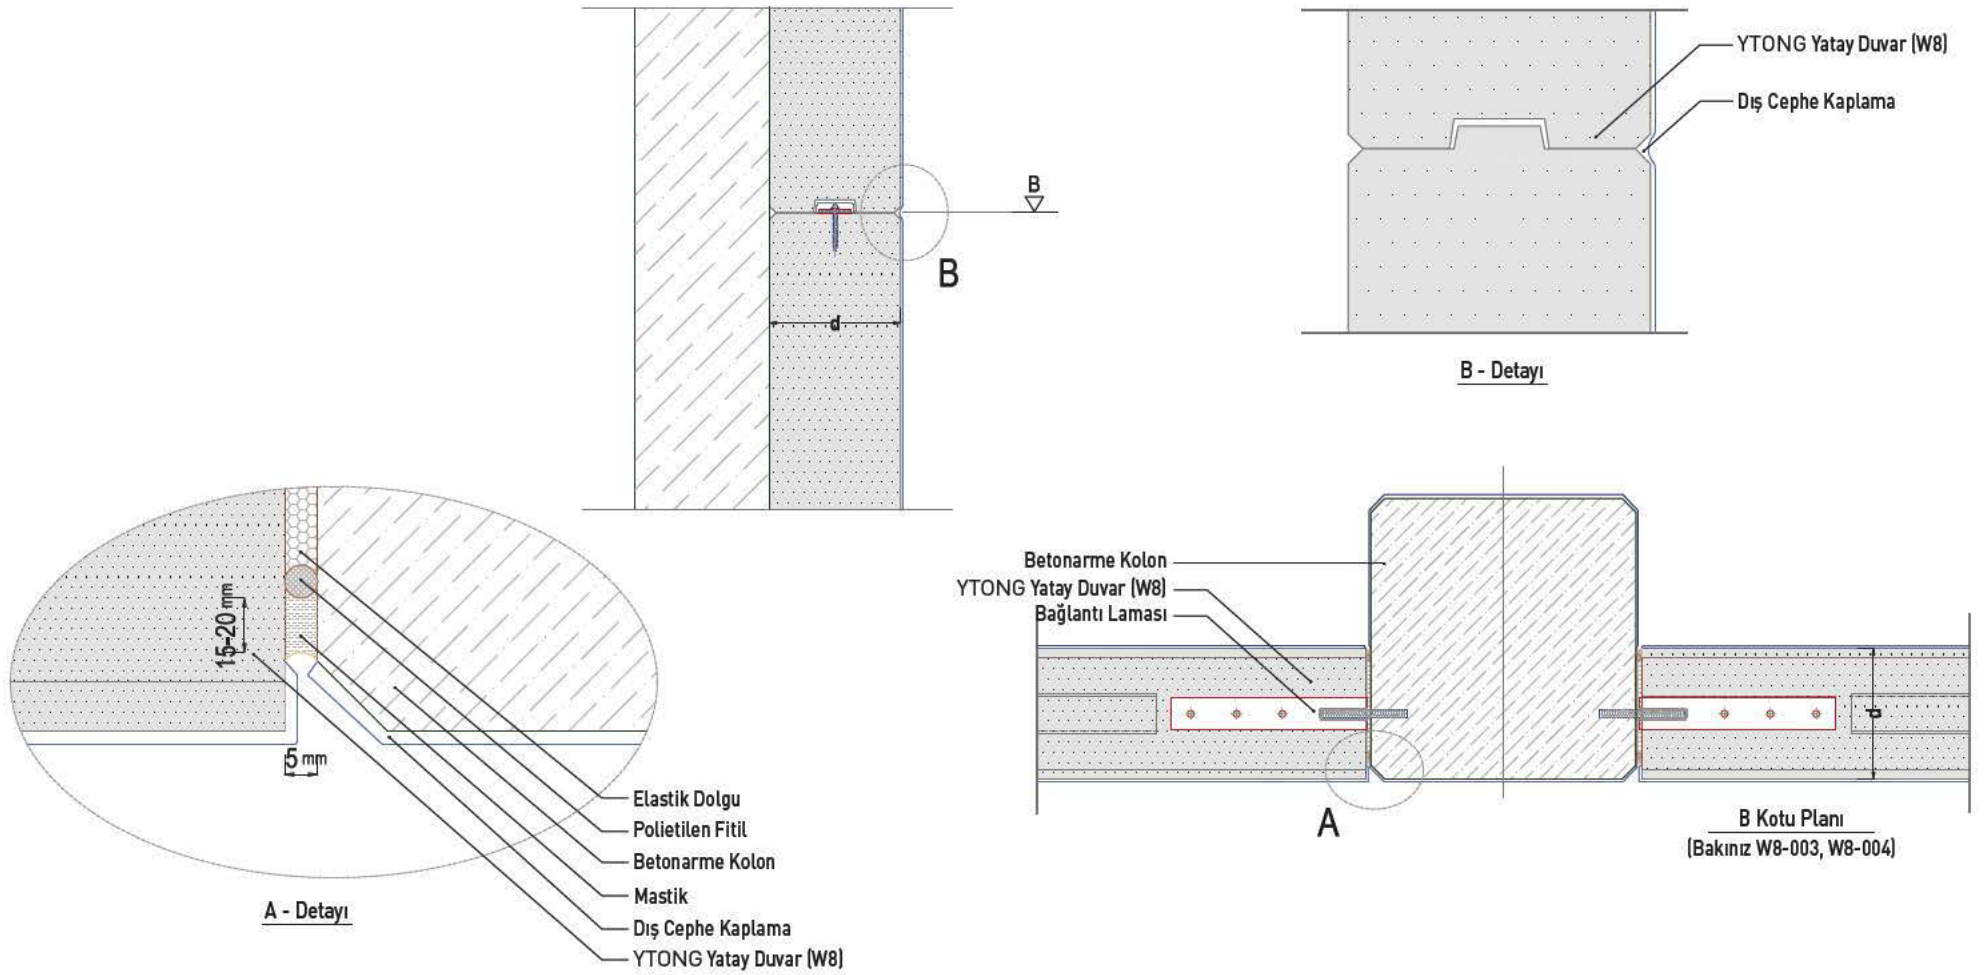 B
B
d
YTONG Yatay Duvar (W8)
Dış Cephe Kaplama
B - Detayı
15-20 mm
5 mm
Elastik Dolgu
Polietilen Fitil
Betonarme Kolon
Mastik
Dış Cephe Kaplama
YTONG Yatay Duvar (W8)
A - Detayı
Betonarme Kolon
YTONG Yatay Duvar (W8)
Bağlantı Laması
d
A
B Kotu Planı
(Bakınız W8-003, W8-004)